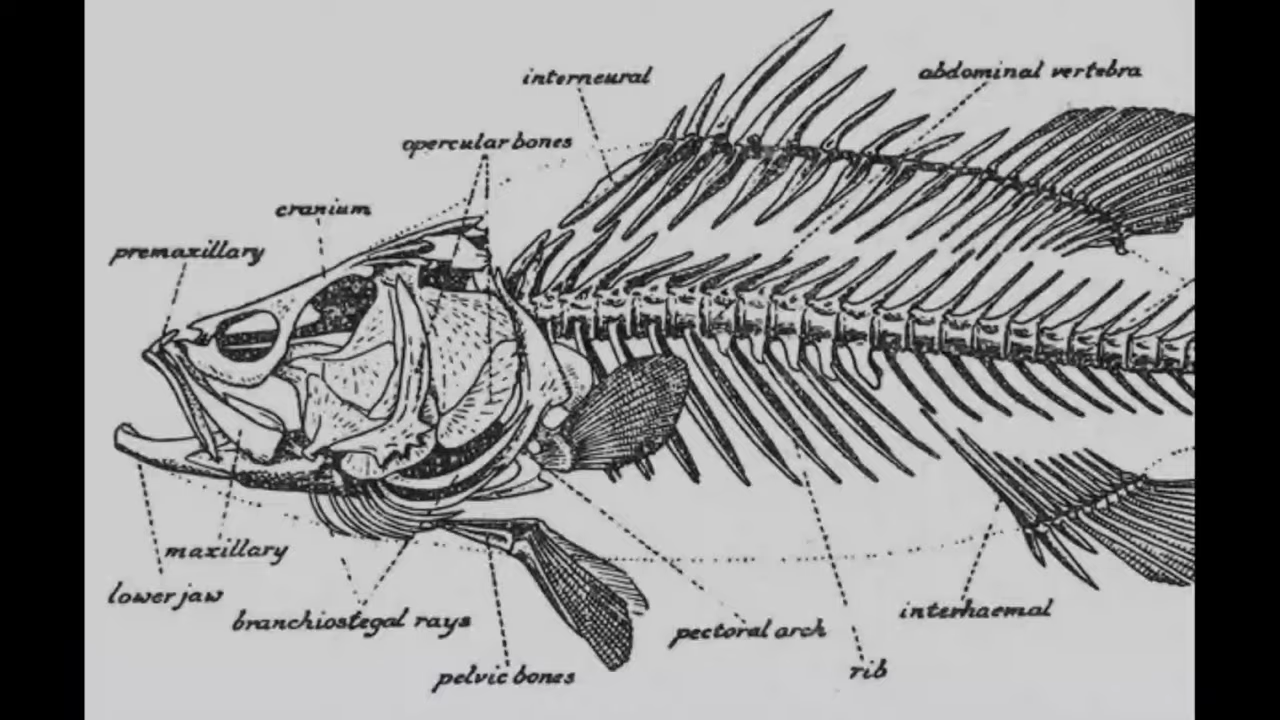 interneural
abdominal vertebra
opercular bones
cranium
premaxillary
maxillary
lower jaw
branchiostegal rays
pelvic bones
pectoral arch
interhaemal
rib